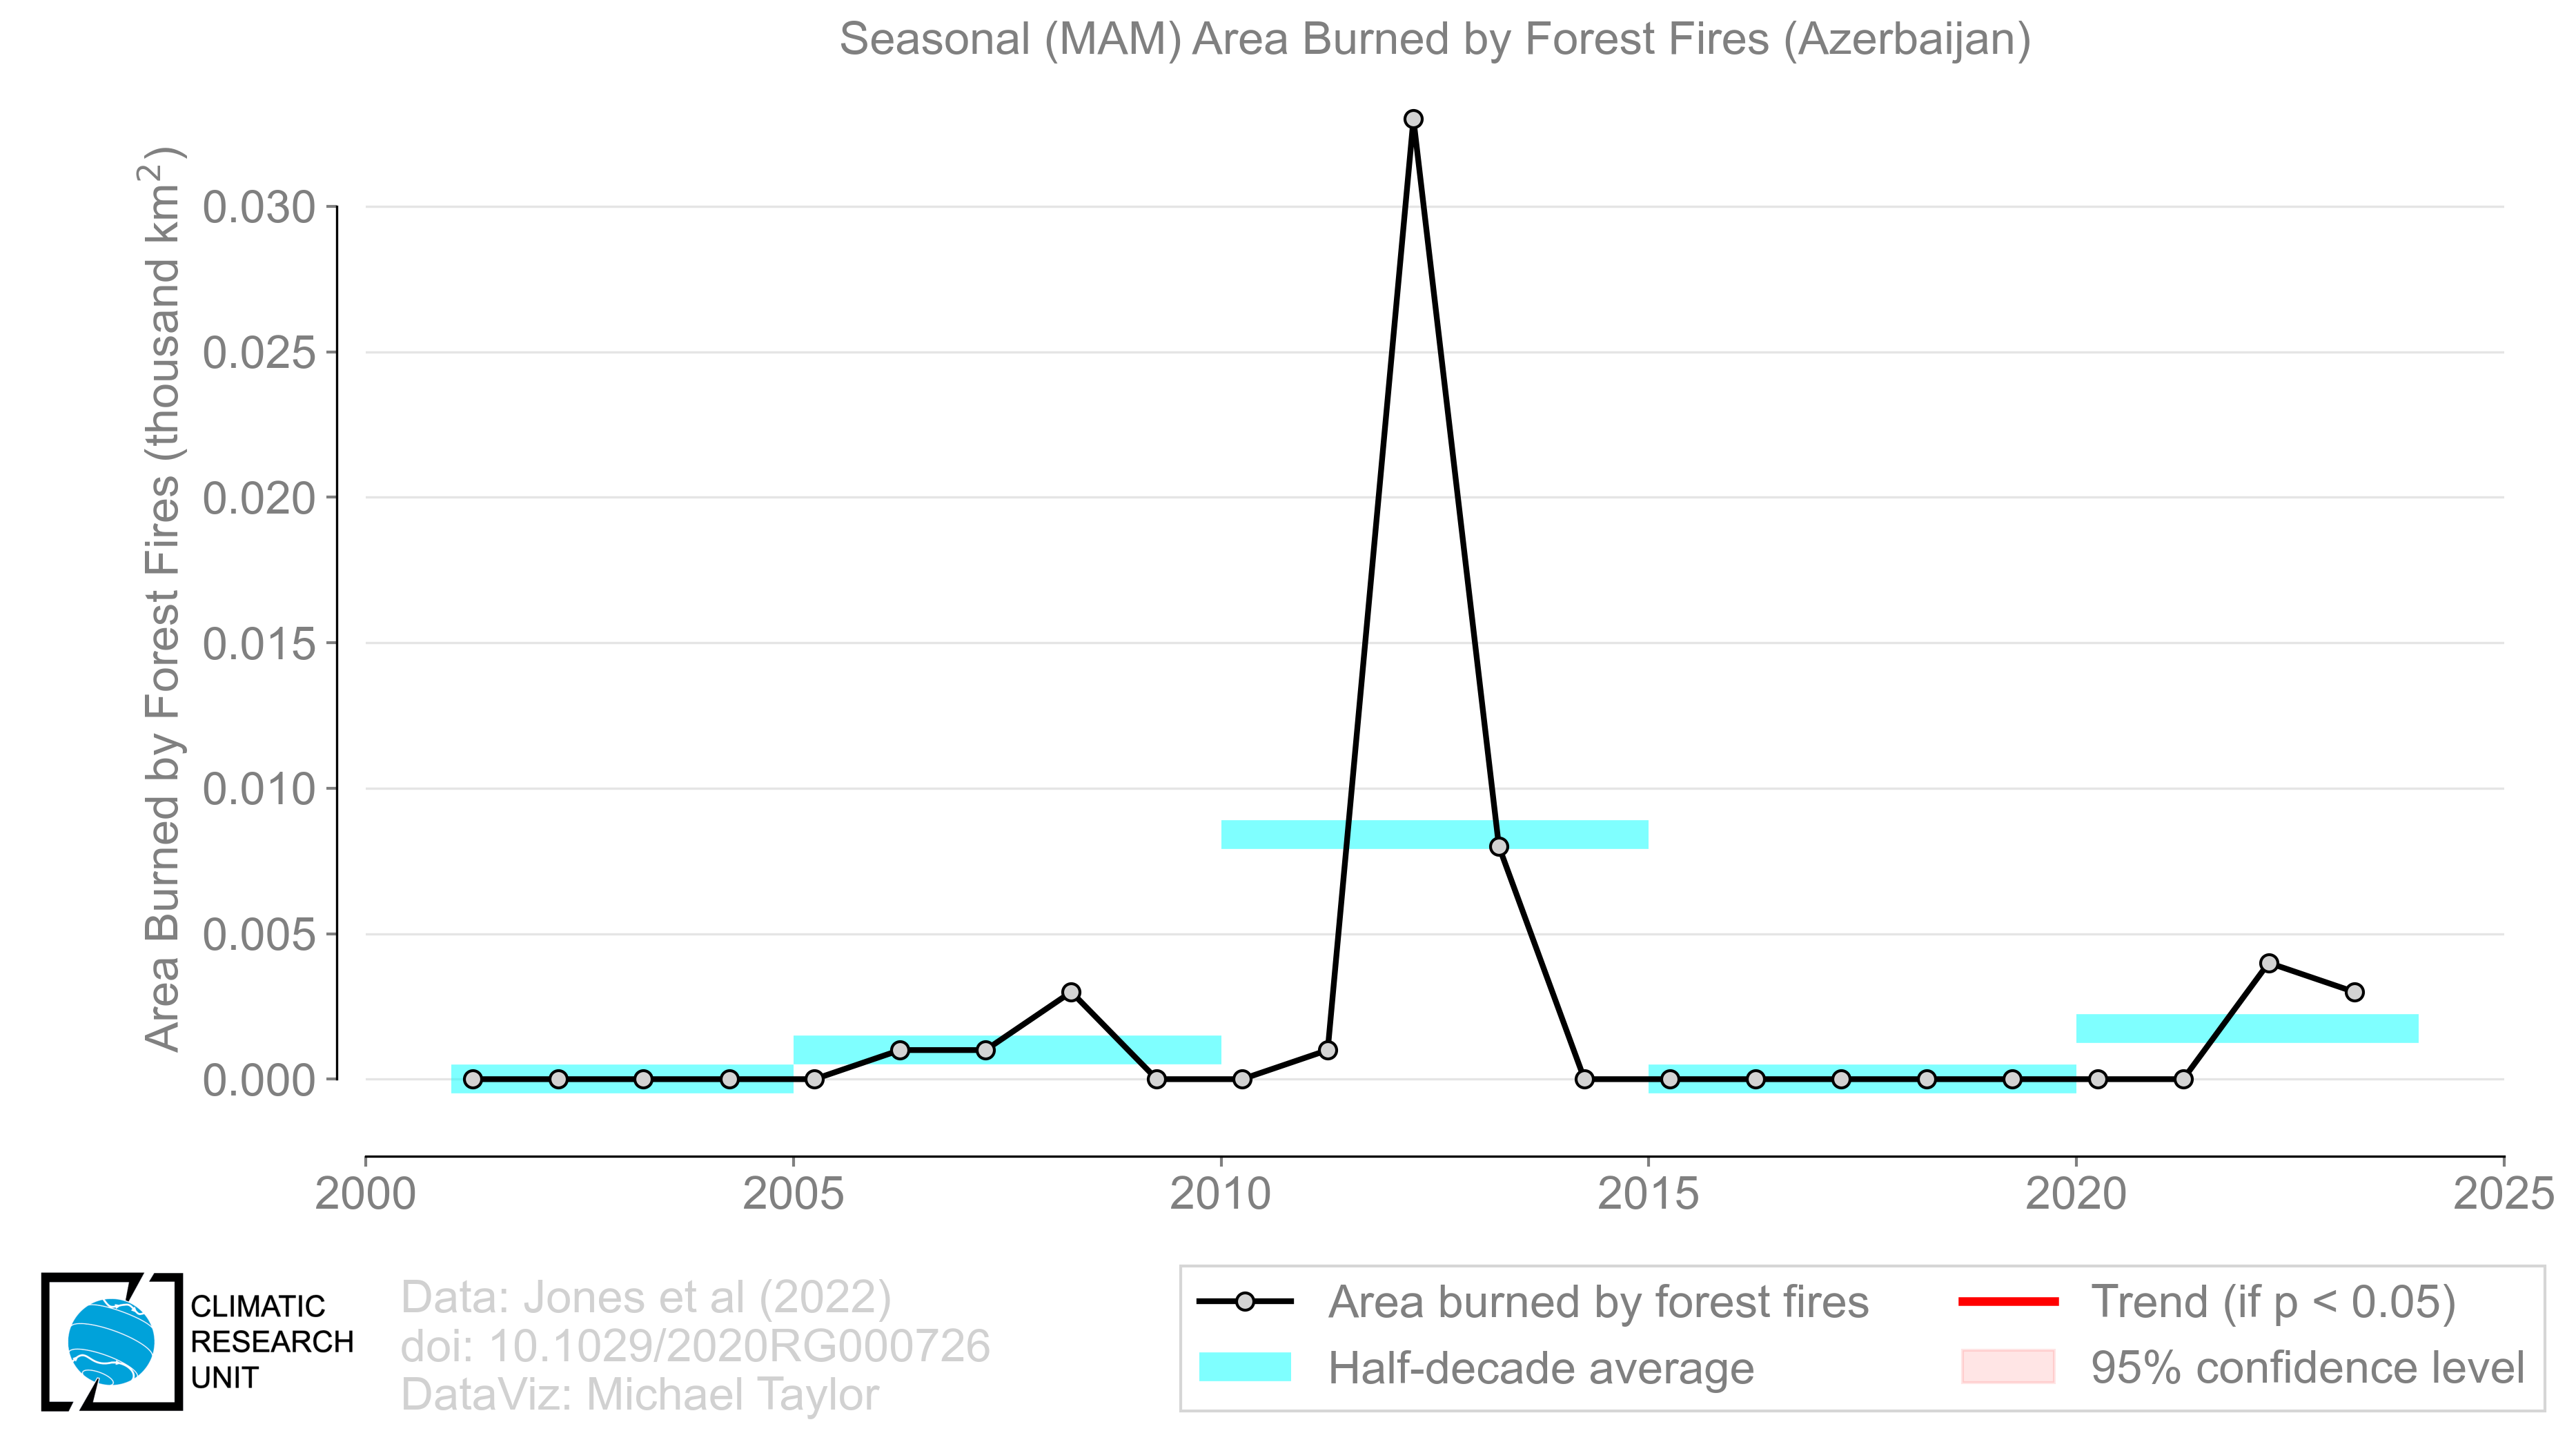 Seasonal (MAM) Area Burned by Forest Fires (Azerbaijan)
Area Burned by Forest Fires (thousand km²)
0.030
0.025
0.020
0.015
0.010
0.005
0.000
2000 2005 2010 2015 2020 2025
CLIMATIC
RESEARCH
UNIT
Data: Jones et al (2022)
doi: 10.1029/2020RG000726
DataViz: Michael Taylor
Area burned by forest fires
Half-decade average
Trend (if p < 0.05)
95% confidence level